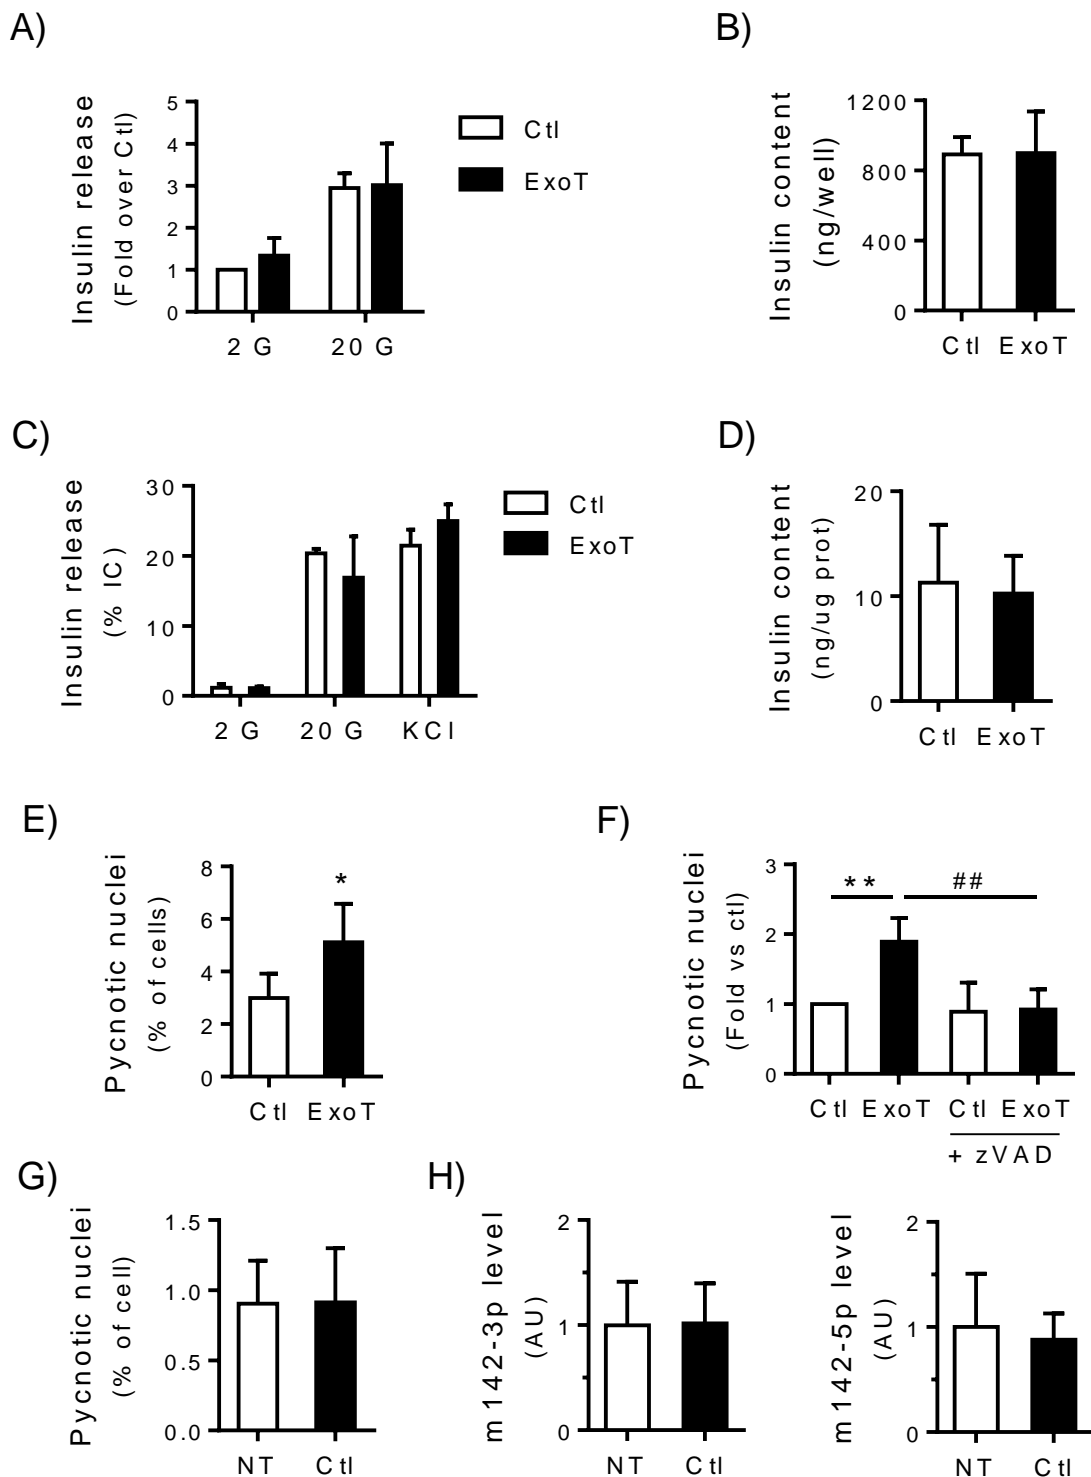 A)
Insulin release
(Fold over Ctl)
5
4
3
2
1
0
2 G
20 G
Ctl
ExoT
B)
Insulin content
(ng/well)
1200
800
400
0
Ctl
ExoT
C)
Insulin release
(% IC)
30
20
10
0
2 G
20 G
KCl
Ctl
ExoT
D)
Insulin content
(ng/ug prot)
20
10
0
Ctl
ExoT
E)
Pycnotic nuclei
(% of cells)
8
6
4
2
0
*
Ctl
ExoT
F)
Pycnotic nuclei
(Fold vs ctl)
3
2
1
0
**
##
Ctl
ExoT
Ctl
ExoT
+ zVAD
G)
Pycnotic nuclei
(% of cell)
1.5
1.0
0.5
0.0
NT
Ctl
H)
m142-3p level
(AU)
2
1
0
NT
Ctl
m142-5p level
(AU)
2
1
0
NT
Ctl